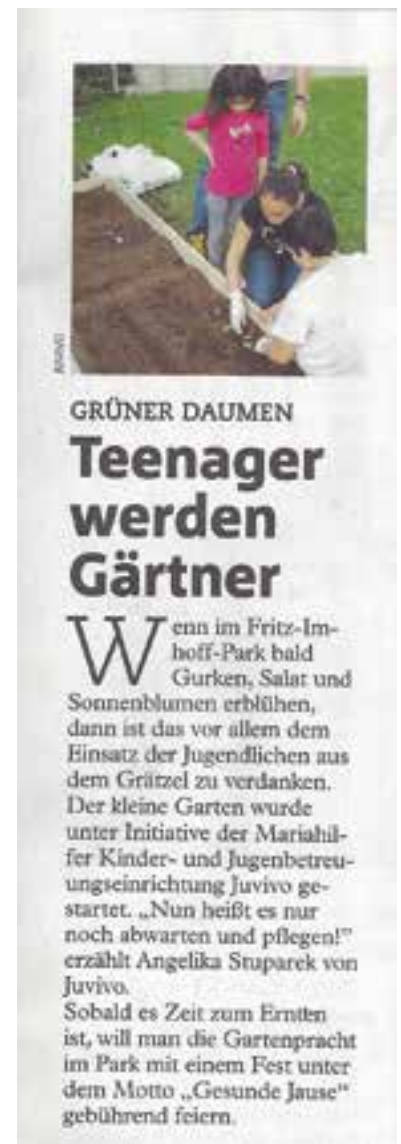 GRÜNER DAUMEN
Teenager
werden
Gärtner
Wenn im Fritz-Im-
hoff-Park bald
Gurken, Salat und
Sonnenblumen erblühen,
dann ist das vor allem dem
Einsatz der Jugendlichen aus
dem Grätzel zu verdanken.
Der kleine Garten wurde
unter Initiative der Mariahil-
fer Kinder- und Jugenbetreu-
ungseinrichtung Juvivo ge-
startet. „Nun heißt es nur
noch abwarten und pflegen!"
erzählt Angelika Stuparek von
Juvivo.
Sobald es Zeit zum Ernten
ist, will man die Gartenpracht
im Park mit einem Fest unter
dem Motto „Gesunde Jause"
gebührend feiern.